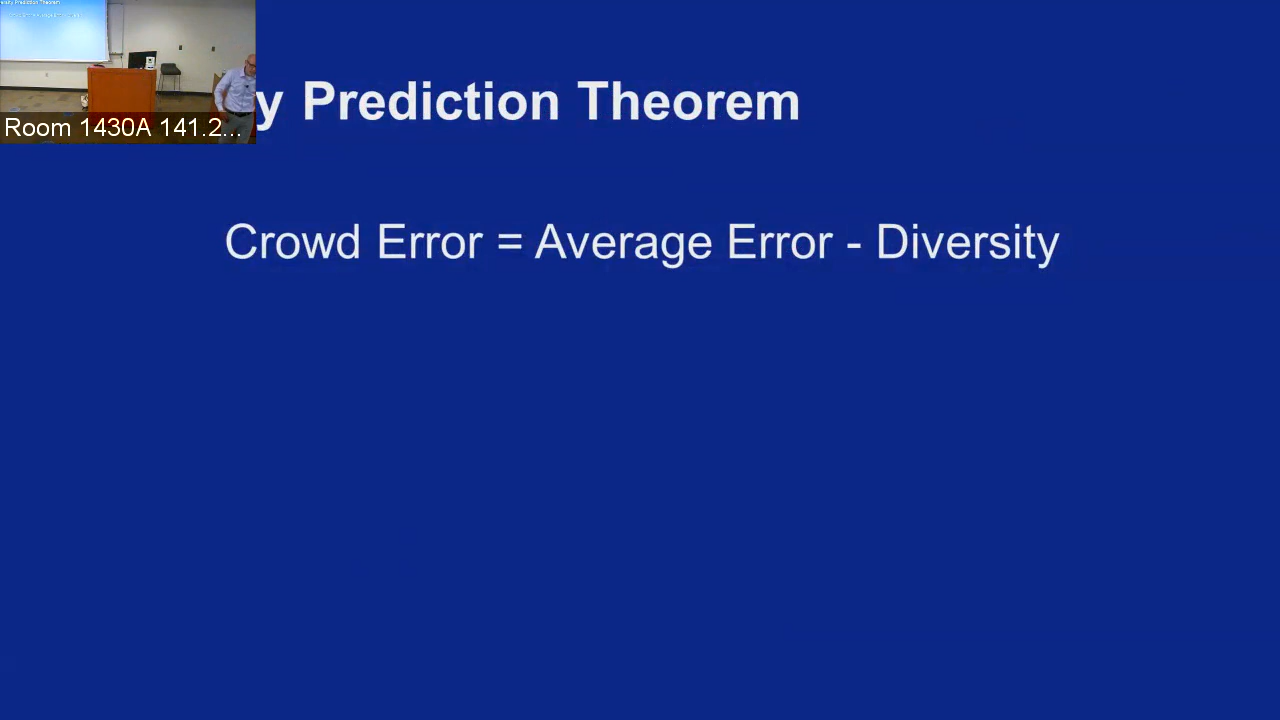 y Prediction Theorem
Room 1430A 141.2...
Crowd Error = Average Error - Diversity